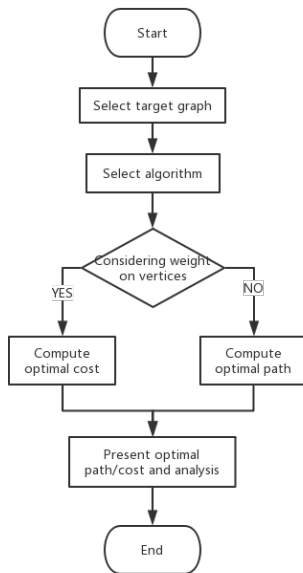 Start
Select target graph
Select algorithm
Considering weight
on vertices
YES
NO
Compute
optimal cost
Compute
optimal path
Present optimal
path/cost and analysis
End